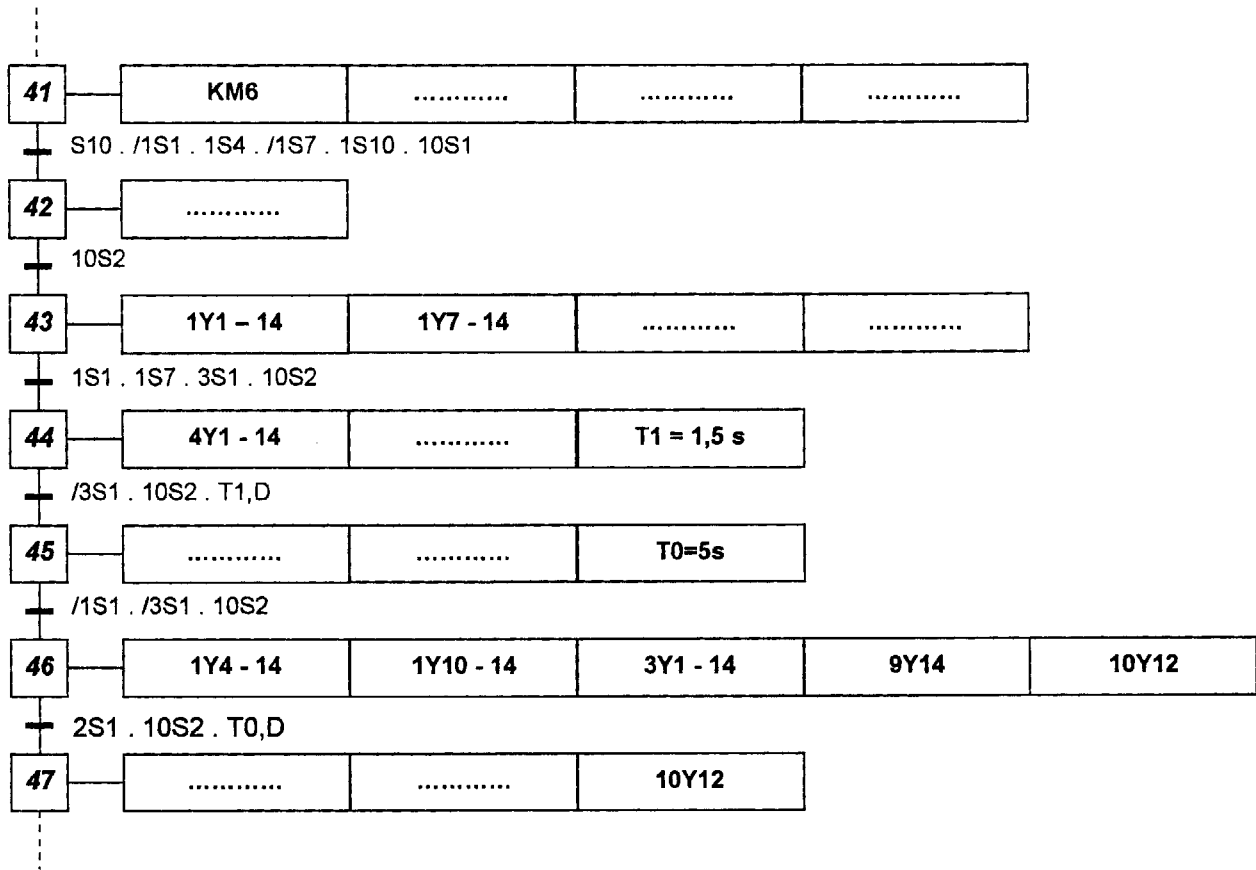 41 KM6 ............ ............ ............
S10 . /1S1 . 1S4 . /1S7 . 1S10 . 10S1
42 ............
10S2
43 1Y1 – 14 1Y7 - 14 ............ ............
1S1 . 1S7 . 3S1 . 10S2
44 4Y1 - 14 ............ T1 = 1,5 s
/3S1 . 10S2 . T1,D
45 ............ ............ T0=5s
/1S1 . /3S1 . 10S2
46 1Y4 - 14 1Y10 - 14 3Y1 - 14 9Y14 10Y12
2S1 . 10S2 . T0,D
47 ............ ............ 10Y12